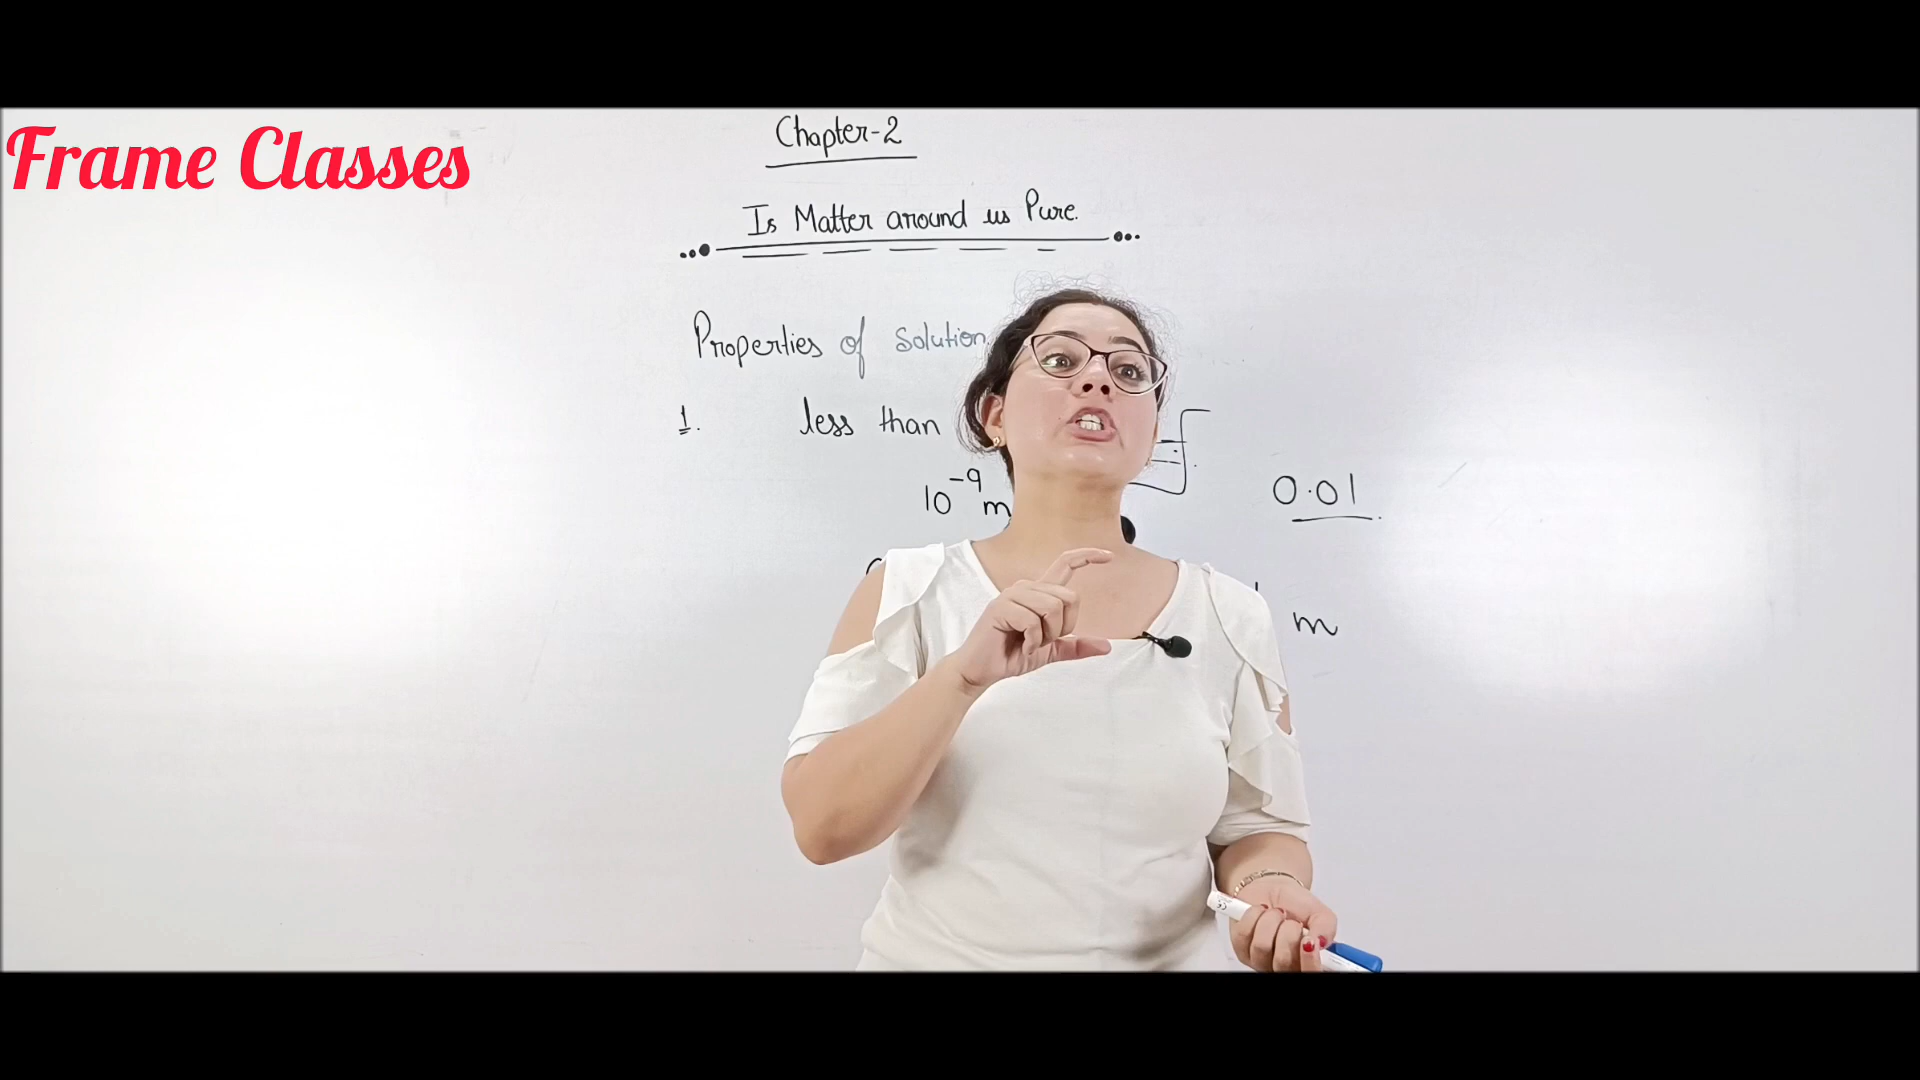 Frame Classes
Chapter-2
Is Matter around us Pure.
Properties of Solution
1. less than
10⁻⁹ m
0.01
m